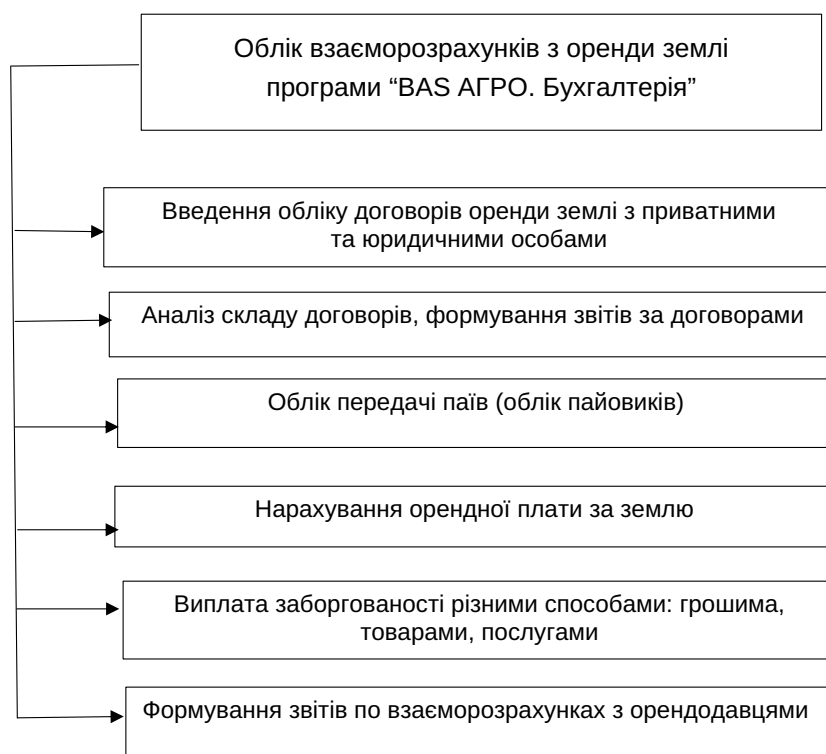 Облік взаєморозрахунків з оренди землі
програми “BAS АГРО. Бухгалтерія”
Введення обліку договорів оренди землі з приватними
та юридичними особами
Аналіз складу договорів, формування звітів за договорами
Облік передачі паїв (облік пайовиків)
Нарахування орендної плати за землю
Виплата заборгованості різними способами: грошима,
товарами, послугами
Формування звітів по взаєморозрахунках з орендодавцями